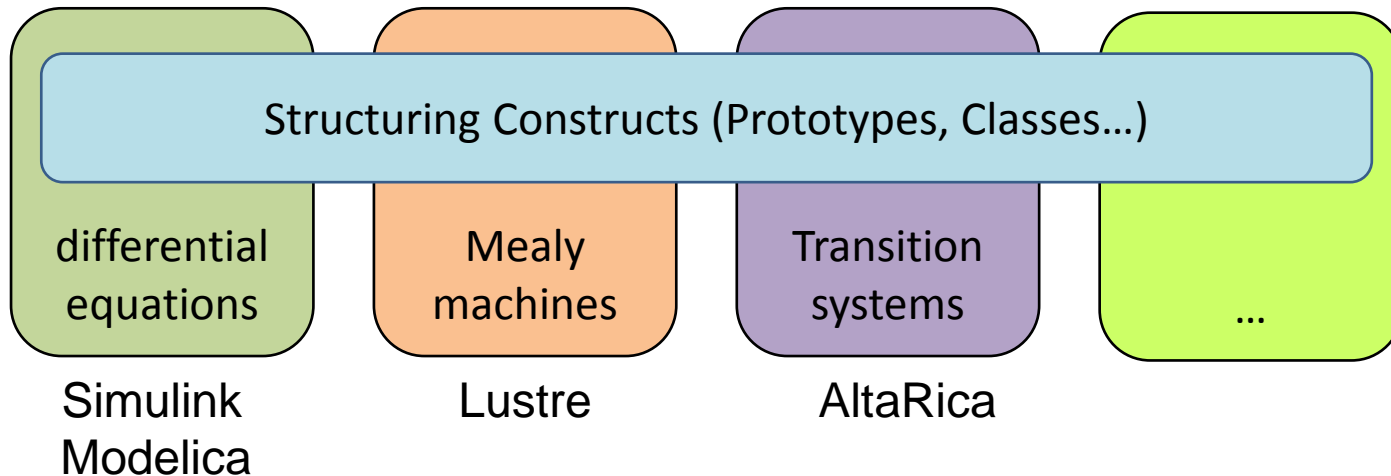 Structuring Constructs (Prototypes, Classes…)
differential
equations
Mealy
machines
Transition
systems
…
Simulink
Modelica
Lustre
AltaRica